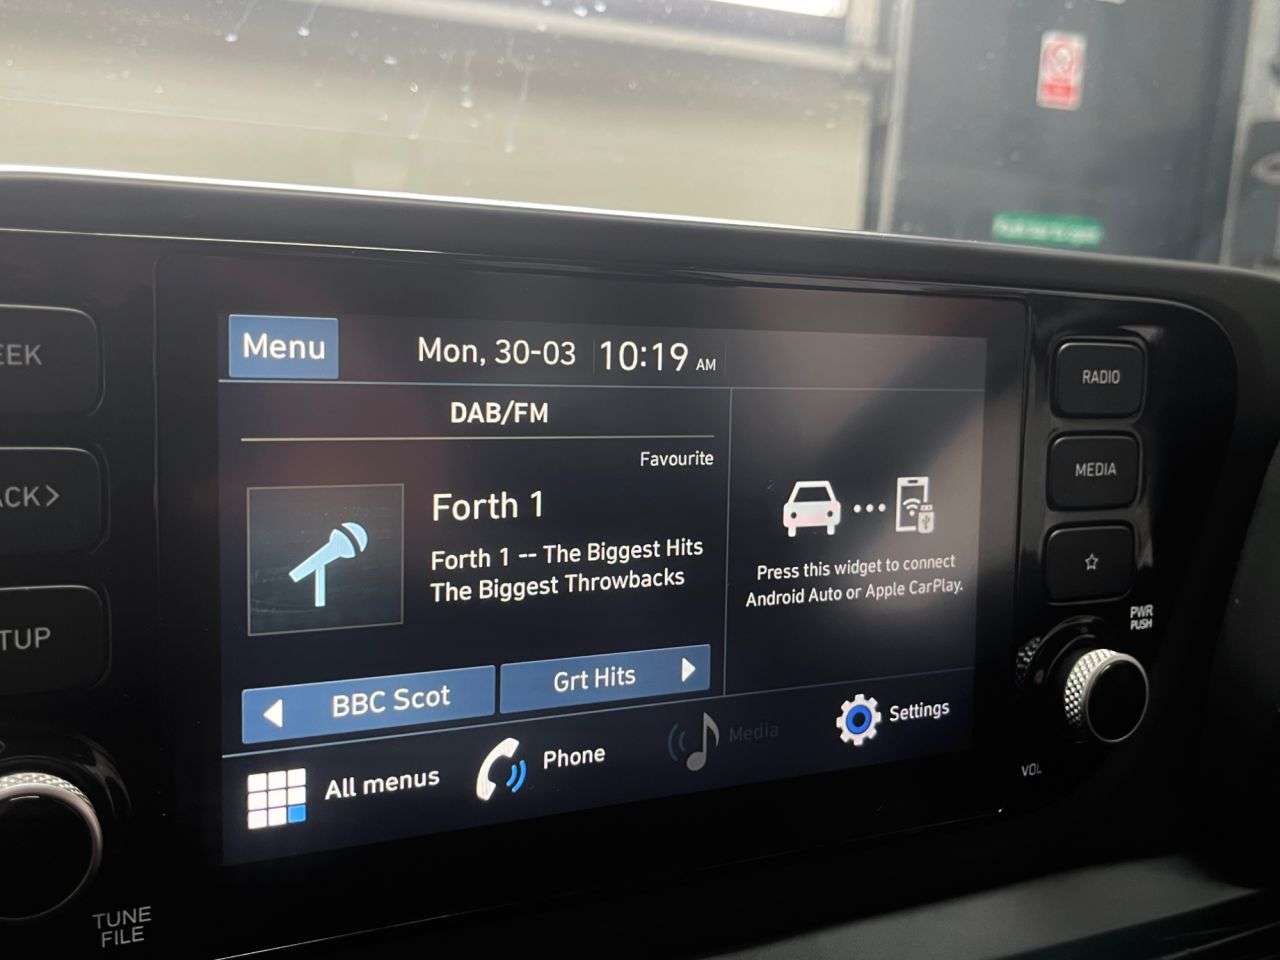 EEK
ACK>
TUP
TUNE
FILE
Menu
Mon, 30-03
10:19 AM
DAB/FM
Favourite
Forth 1
Forth 1 -- The Biggest Hits
The Biggest Throwbacks
BBC Scot
Grt Hits
Press this widget to connect
Android Auto or Apple CarPlay.
All menus
Phone
Media
Settings
RADIO
MEDIA
PWR
PUSH
VOL